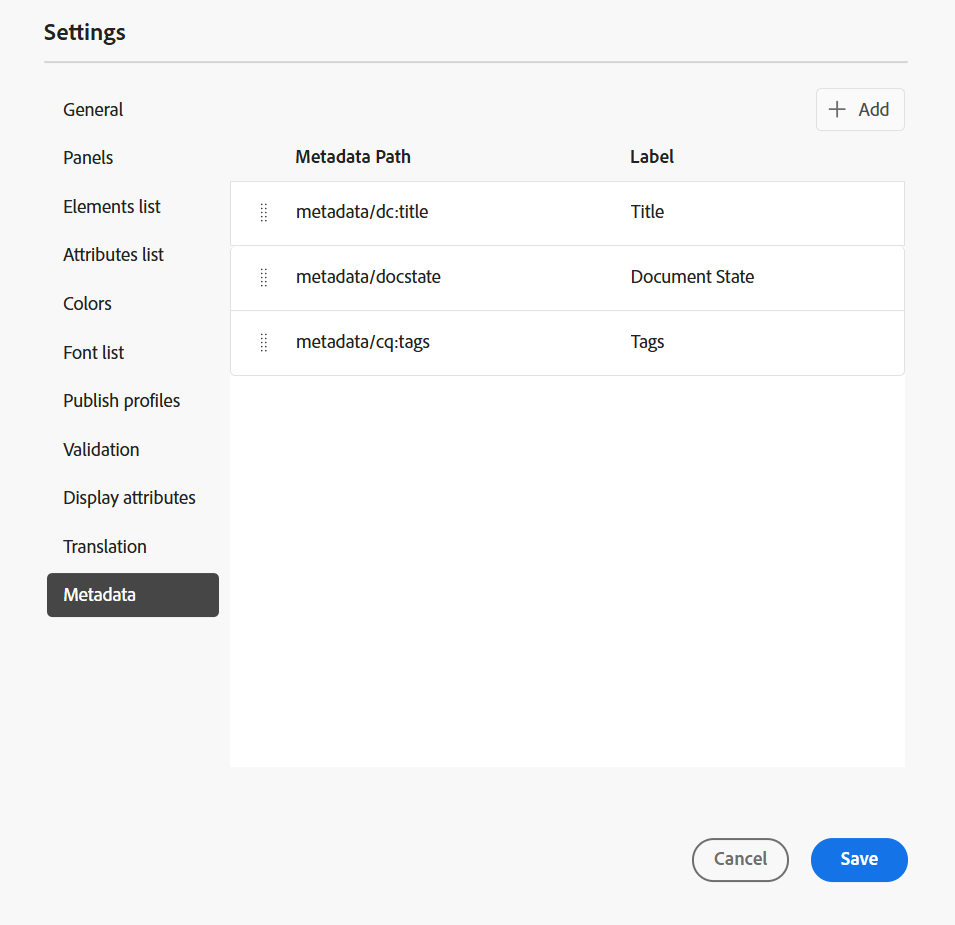 Settings
General
Panels
Elements list
Attributes list
Colors
Font list
Publish profiles
Validation
Display attributes
Translation
Metadata
Add
Metadata Path Label
metadata/dc:title Title
metadata/docstate Document State
metadata/cq:tags Tags
Cancel Save